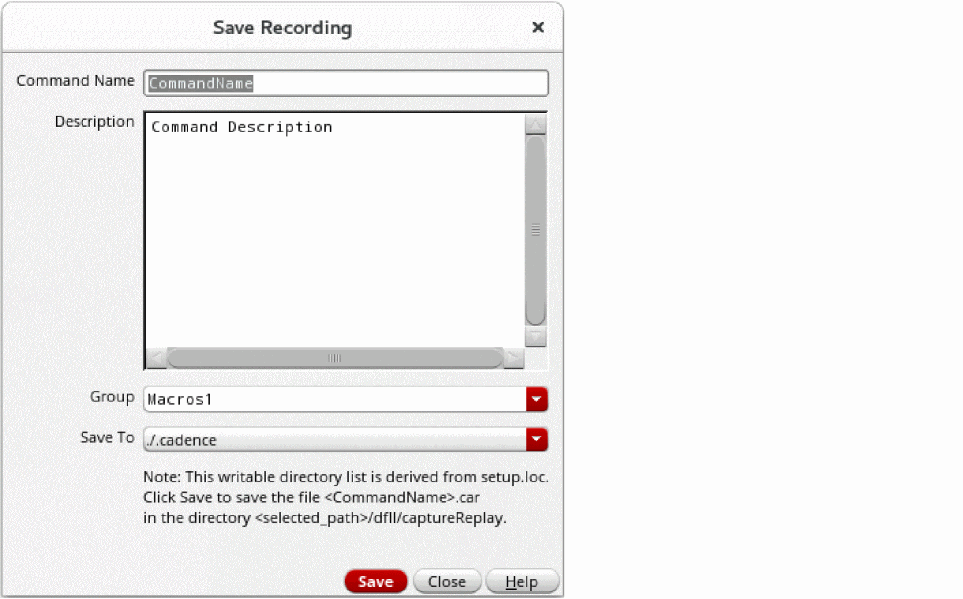 Save Recording
Command Name CommandName
Description Command Description
Group Macros1
Save To ./.cadence
Note: This writable directory list is derived from setup.loc.
Click Save to save the file <CommandName>.car
in the directory <selected_path>/dfII/captureReplay.
Save Close Help